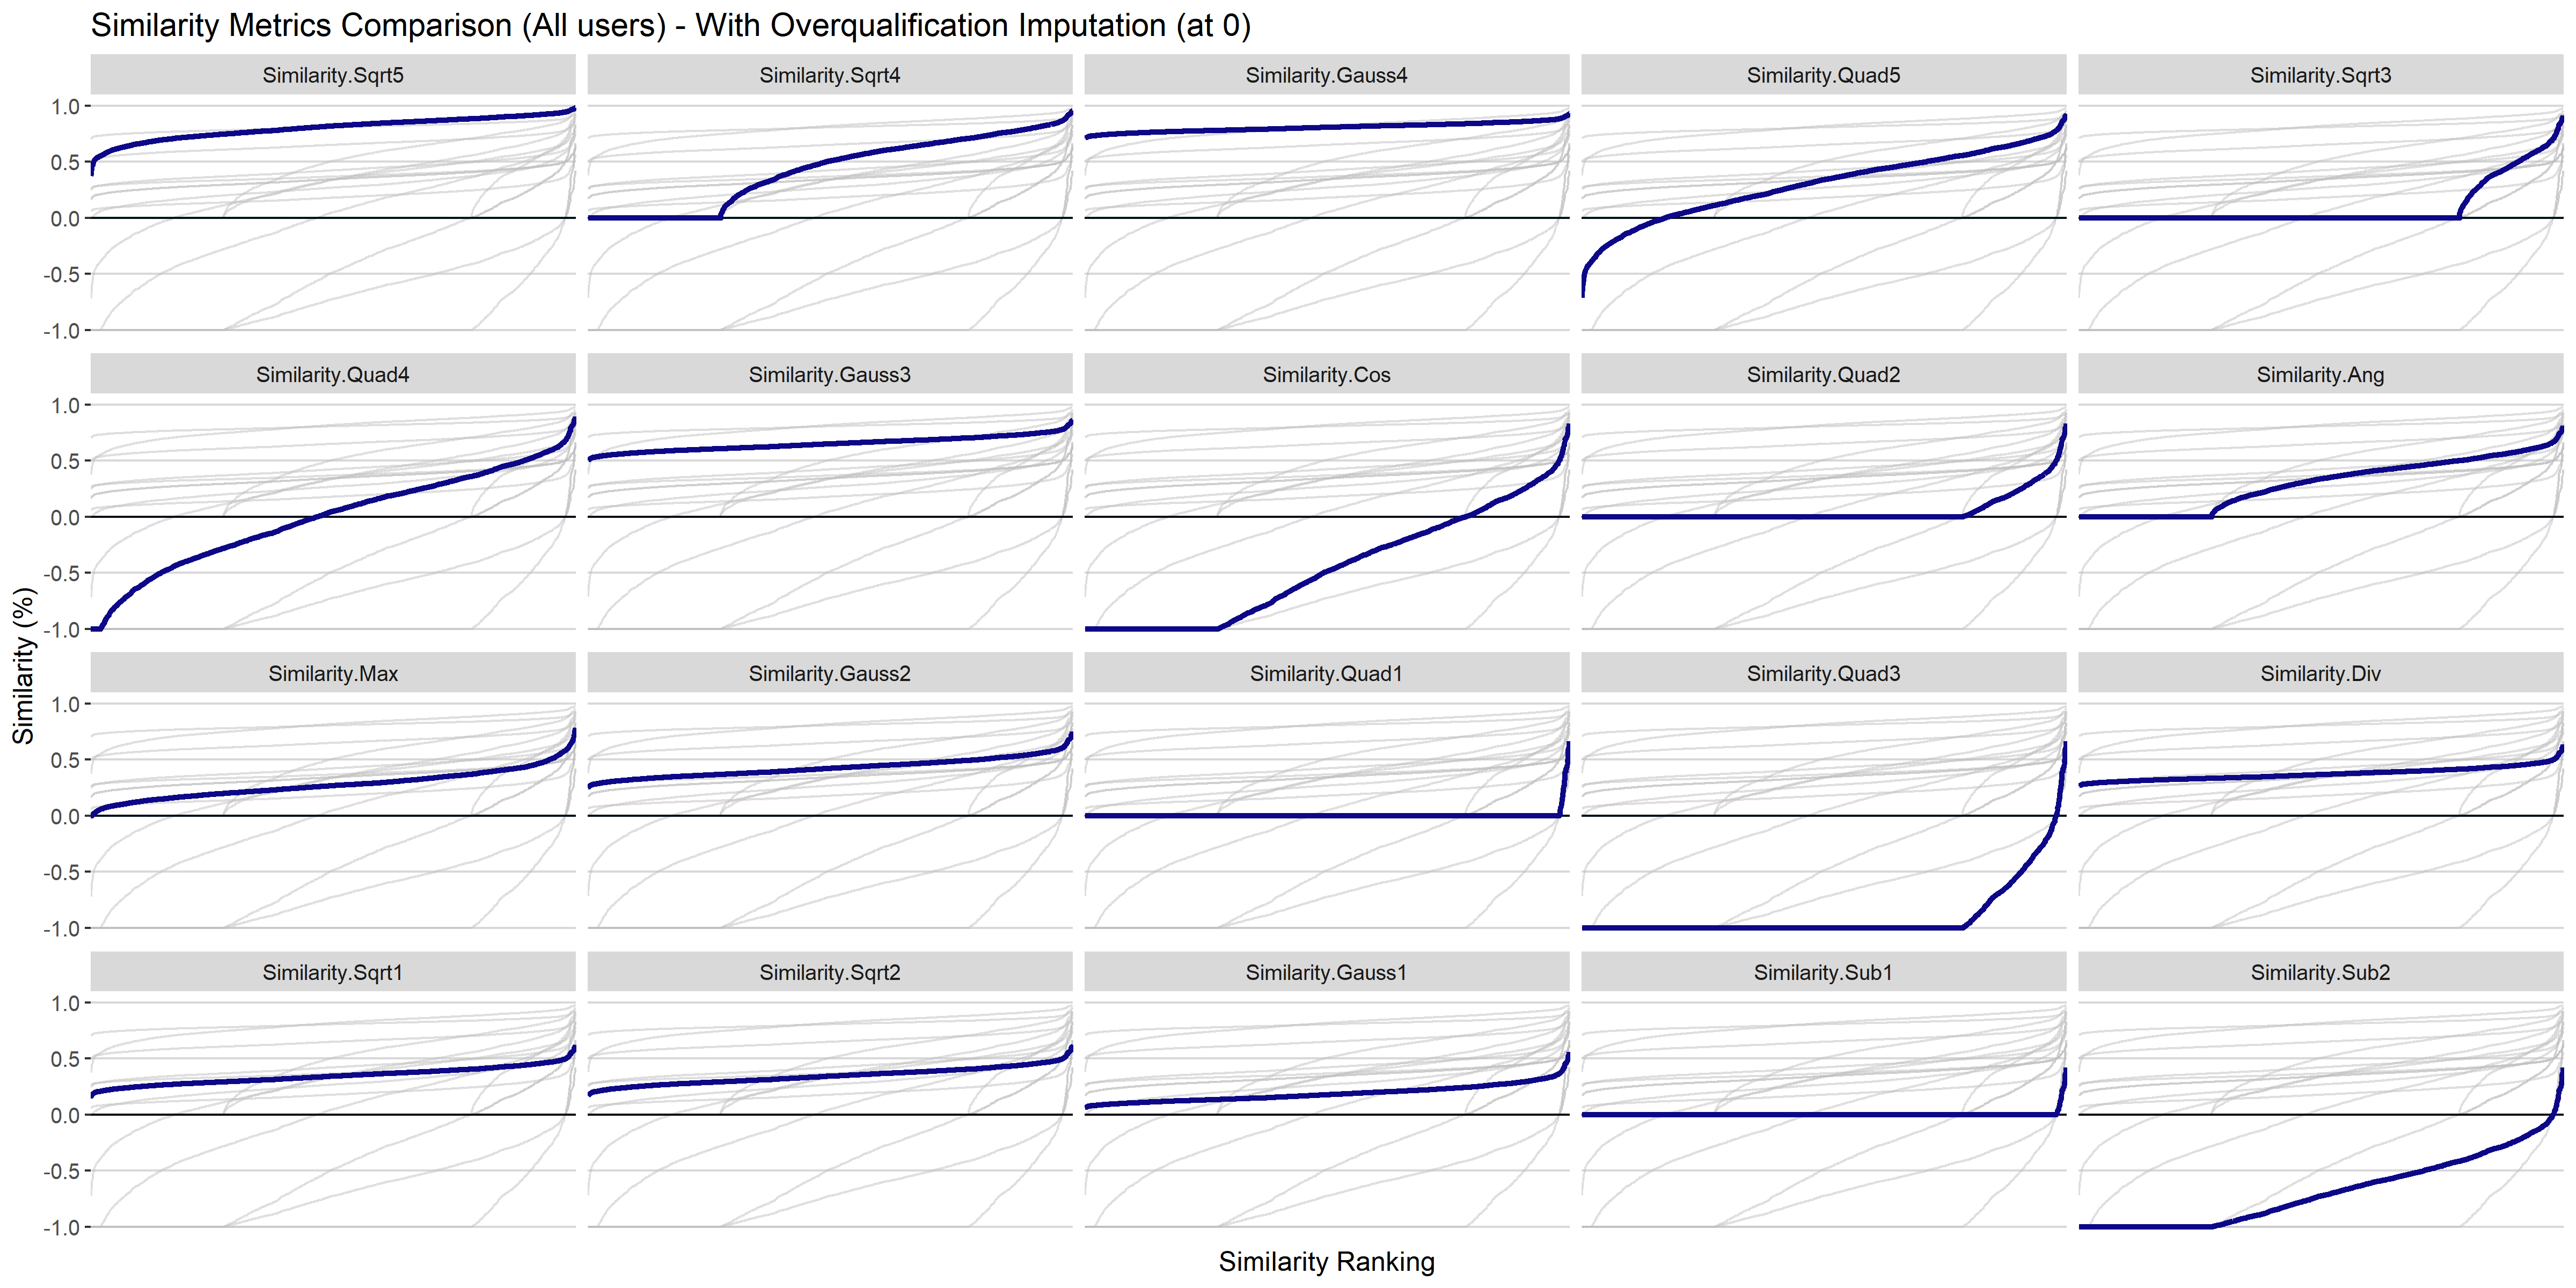 Similarity Metrics Comparison (All users) - With Overqualification Imputation (at 0)
Similarity.Sqrt5
Similarity.Sqrt4
Similarity.Gauss4
Similarity.Quad5
Similarity.Sqrt3
1.0
0.5
0.0
-0.5
-1.0
Similarity.Quad4
Similarity.Gauss3
Similarity.Cos
Similarity.Quad2
Similarity.Ang
1.0
0.5
0.0
-0.5
-1.0
Similarity (%)
Similarity.Max
Similarity.Gauss2
Similarity.Quad1
Similarity.Quad3
Similarity.Div
1.0
0.5
0.0
-0.5
-1.0
Similarity.Sqrt1
Similarity.Sqrt2
Similarity.Gauss1
Similarity.Sub1
Similarity.Sub2
1.0
0.5
0.0
-0.5
-1.0
Similarity Ranking